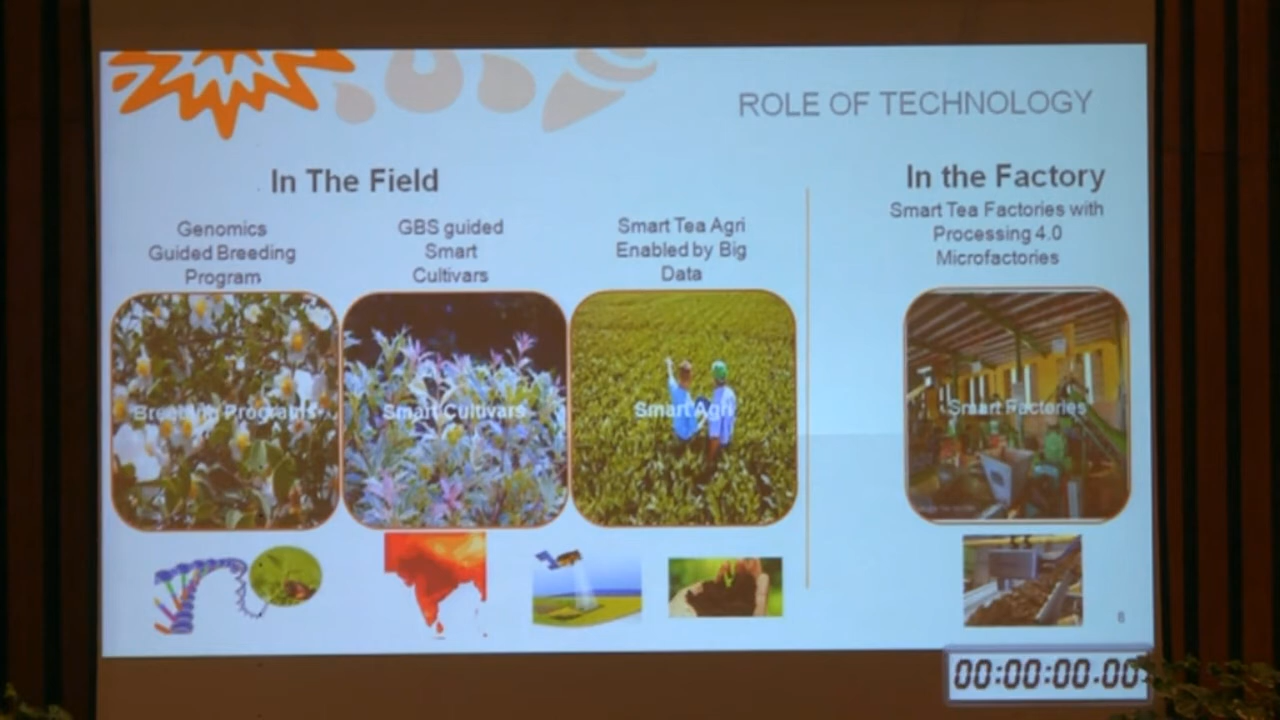 ROLE OF TECHNOLOGY
In The Field
Genomics
Guided Breeding
Program
GBS guided
Smart
Cultivars
Smart Tea Agri
Enabled by Big
Data
Breeding Programs
Smart Cultivars
Smart Agri
In the Factory
Smart Tea Factories with
Processing 4.0
Microfactories
Smart Factories
8
00:00:00.00